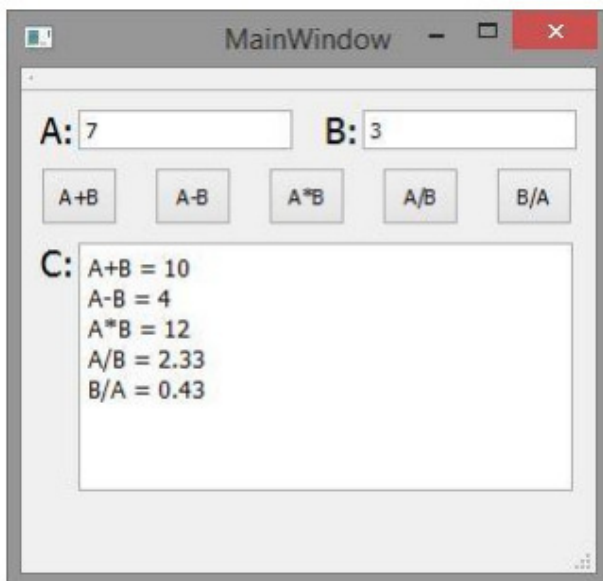 MainWindow
A: 7 B: 3
A+B A-B A*B A/B B/A
C: A+B = 10
A-B = 4
A*B = 12
A/B = 2.33
B/A = 0.43